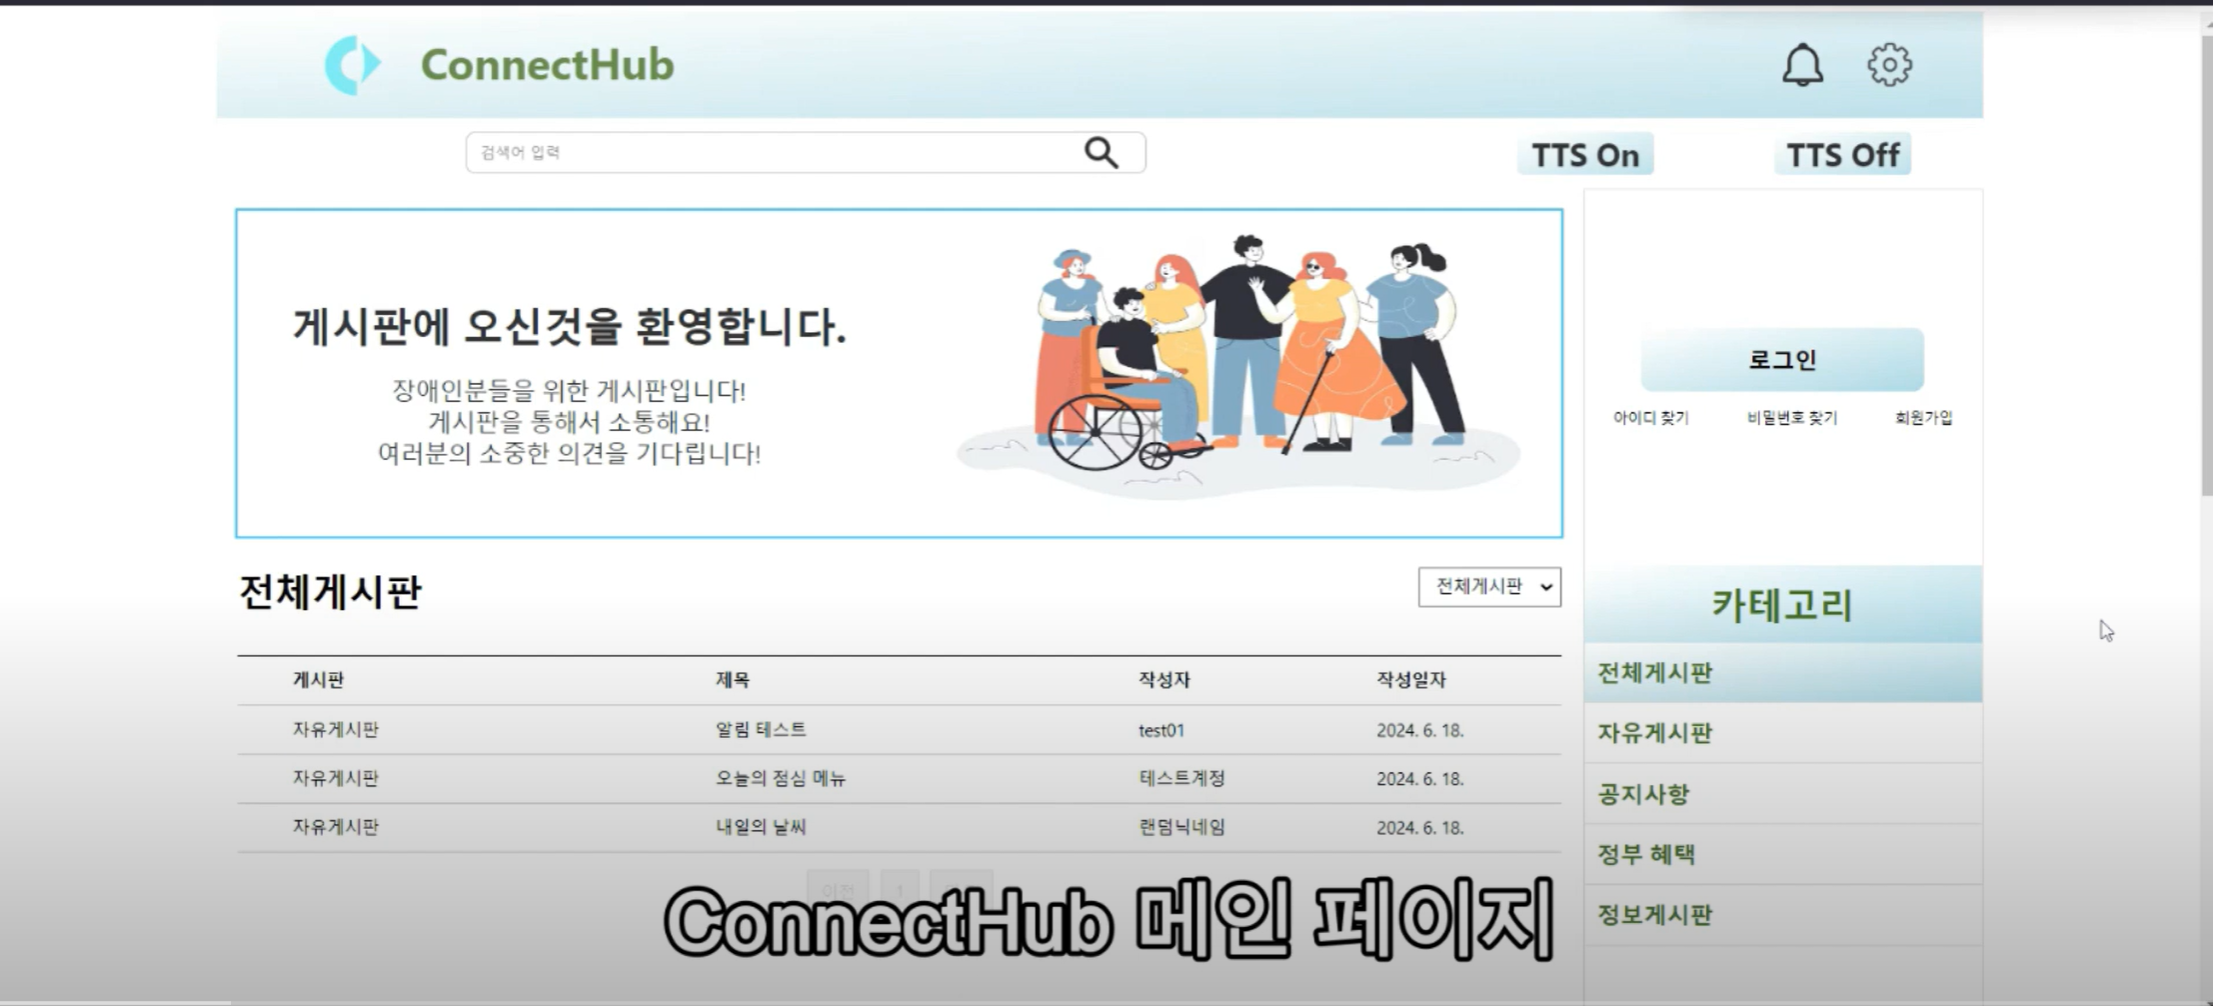 ConnectHub
검색어 입력
TTS On
TTS Off
게시판에 오신것을 환영합니다.
장애인분들을 위한 게시판입니다!
게시판을 통해서 소통해요!
여러분의 소중한 의견을 기다립니다!
로그인
아이디 찾기 비밀번호 찾기 회원가입
전체게시판
전체게시판
게시판 제목 작성자 작성일자
자유게시판 알림 테스트 test01 2024. 6. 18.
자유게시판 오늘의 점심 메뉴 테스트계정 2024. 6. 18.
자유게시판 내일의 날씨 랜덤닉네임 2024. 6. 18.
이전 1
카테고리
전체게시판
자유게시판
공지사항
정부 혜택
정보게시판
ConnectHub 메인 페이지